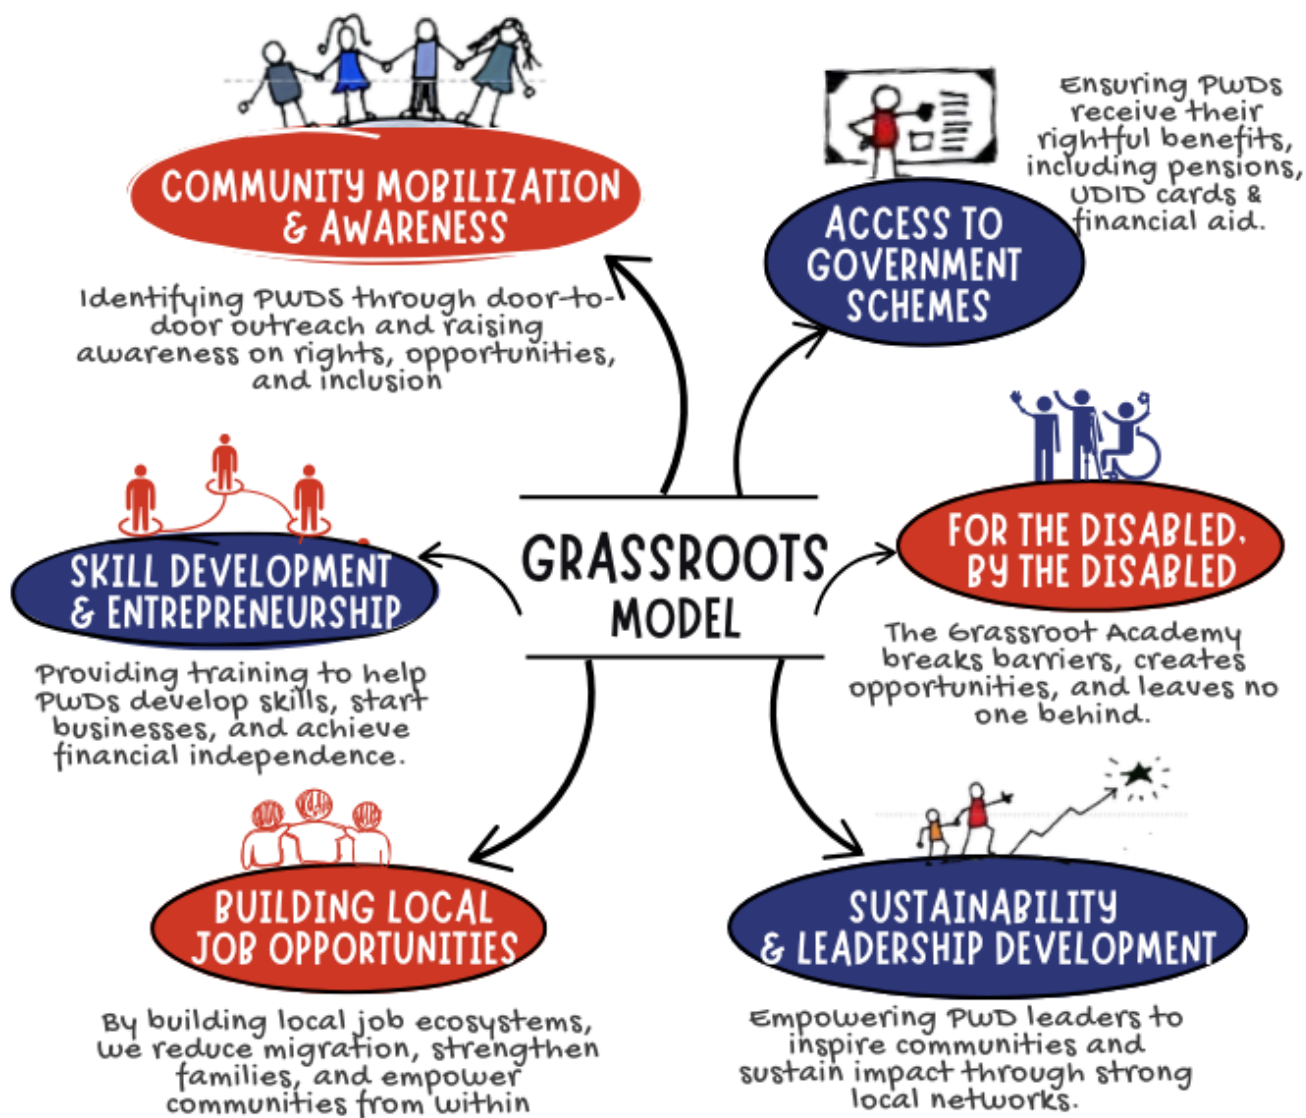 COMMUNITY MOBILIZATION
& AWARENESS
Identifying PWDS through door-to-
door outreach and raising
awareness on rights, opportunities,
and inclusion
Ensuring PWDs
receive their
rightful benefits,
including pensions,
UDID cards &
financial aid.
ACCESS TO
GOVERNMENT
SCHEMES
SKILL DEVELOPMENT
& ENTREPRENEURSHIP
Providing training to help
PWDs develop skills, start
businesses, and achieve
financial independence.
GRASSROOTS
MODEL
FOR THE DISABLED,
BY THE DISABLED
The Grassroot Academy
breaks barriers, creates
opportunities, and leaves no
one behind.
BUILDING LOCAL
JOB OPPORTUNITIES
By building local job ecosystems,
we reduce migration, strengthen
families, and empower
communities from within
SUSTAINABILITY
& LEADERSHIP DEVELOPMENT
Empowering PWD leaders to
inspire communities and
sustain impact through strong
local networks.